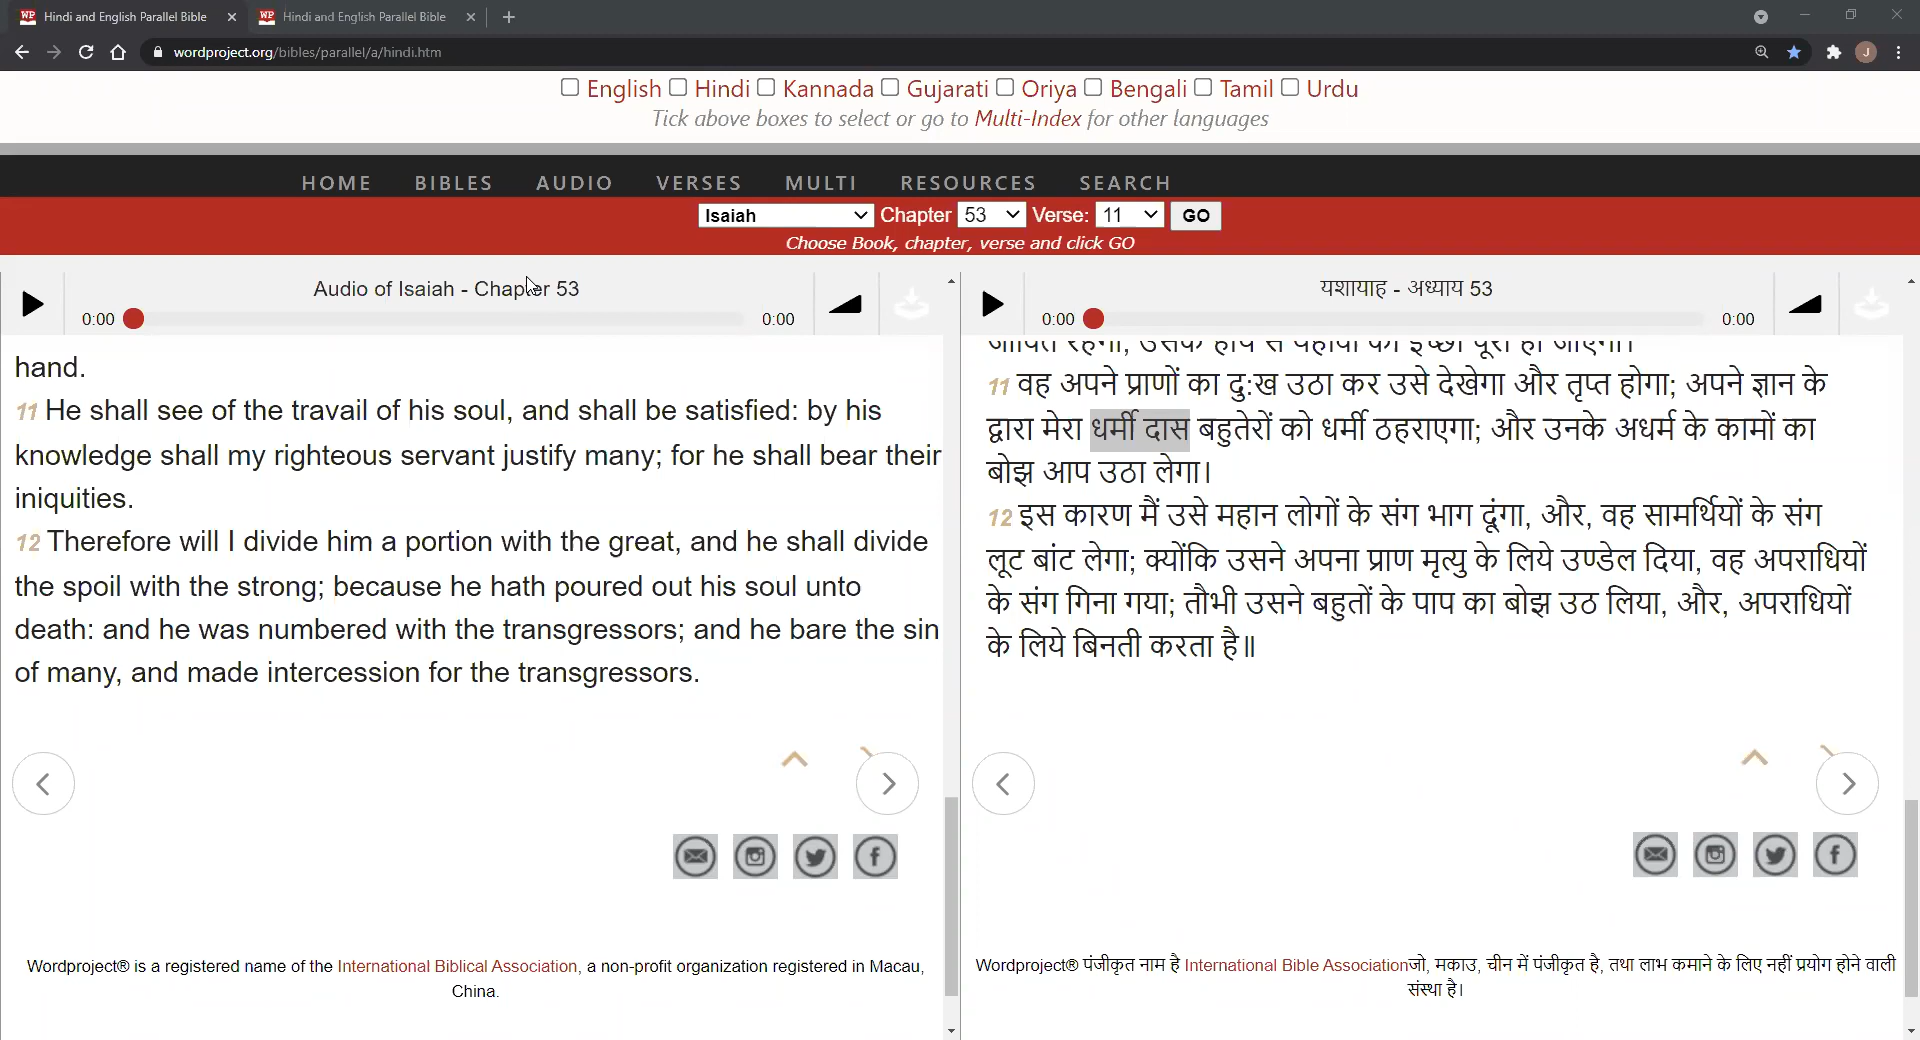 Hindi and English Parallel Bible
Hindi and English Parallel Bible
wordproject.org/bibles/parallel/a/hindi.htm
J
English Hindi Kannada Gujarati Oriya Bengali Tamil Urdu
Tick above boxes to select or go to Multi-Index for other languages
HOME BIBLES AUDIO VERSES MULTI RESOURCES SEARCH
Isaiah Chapter 53 Verse: 11 GO
Choose Book, chapter, verse and click GO
Audio of Isaiah - Chapter 53
0:00 0:00
hand.
11 He shall see of the travail of his soul, and shall be satisfied: by his
knowledge shall my righteous servant justify many; for he shall bear their
iniquities.
12 Therefore will I divide him a portion with the great, and he shall divide
the spoil with the strong; because he hath poured out his soul unto
death: and he was numbered with the transgressors; and he bare the sin
of many, and made intercession for the transgressors.
Wordproject® is a registered name of the International Biblical Association, a non-profit organization registered in Macau,
China.
यशायाह - अध्याय 53
0:00 0:00
जीवित रहेगा, उसके हाथ से यहोवा की इच्छा पूरी हो जाएगी।
11 वह अपने प्राणों का दु:ख उठा कर उसे देखेगा और तृप्त होगा; अपने ज्ञान के
द्वारा मेरा धर्मी दास बहुतेरों को धर्मी ठहराएगा; और उनके अधर्म के कामों का
बोझ आप उठा लेगा।
12 इस कारण मैं उसे महान लोगों के संग भाग दूंगा, और, वह सामर्थियों के संग
लूट बांट लेगा; क्योंकि उसने अपना प्राण मृत्यु के लिये उण्डेल दिया, वह अपराधियों
के संग गिना गया; तौभी उसने बहुतों के पाप का बोझ उठ लिया, और, अपराधियों
के लिये बिनती करता है॥
Wordproject® पंजीकृत नाम है International Bible Associationजो, मकाउ, चीन में पंजीकृत है, तथा लाभ कमाने के लिए नहीं प्रयोग होने वाली
संस्था है।